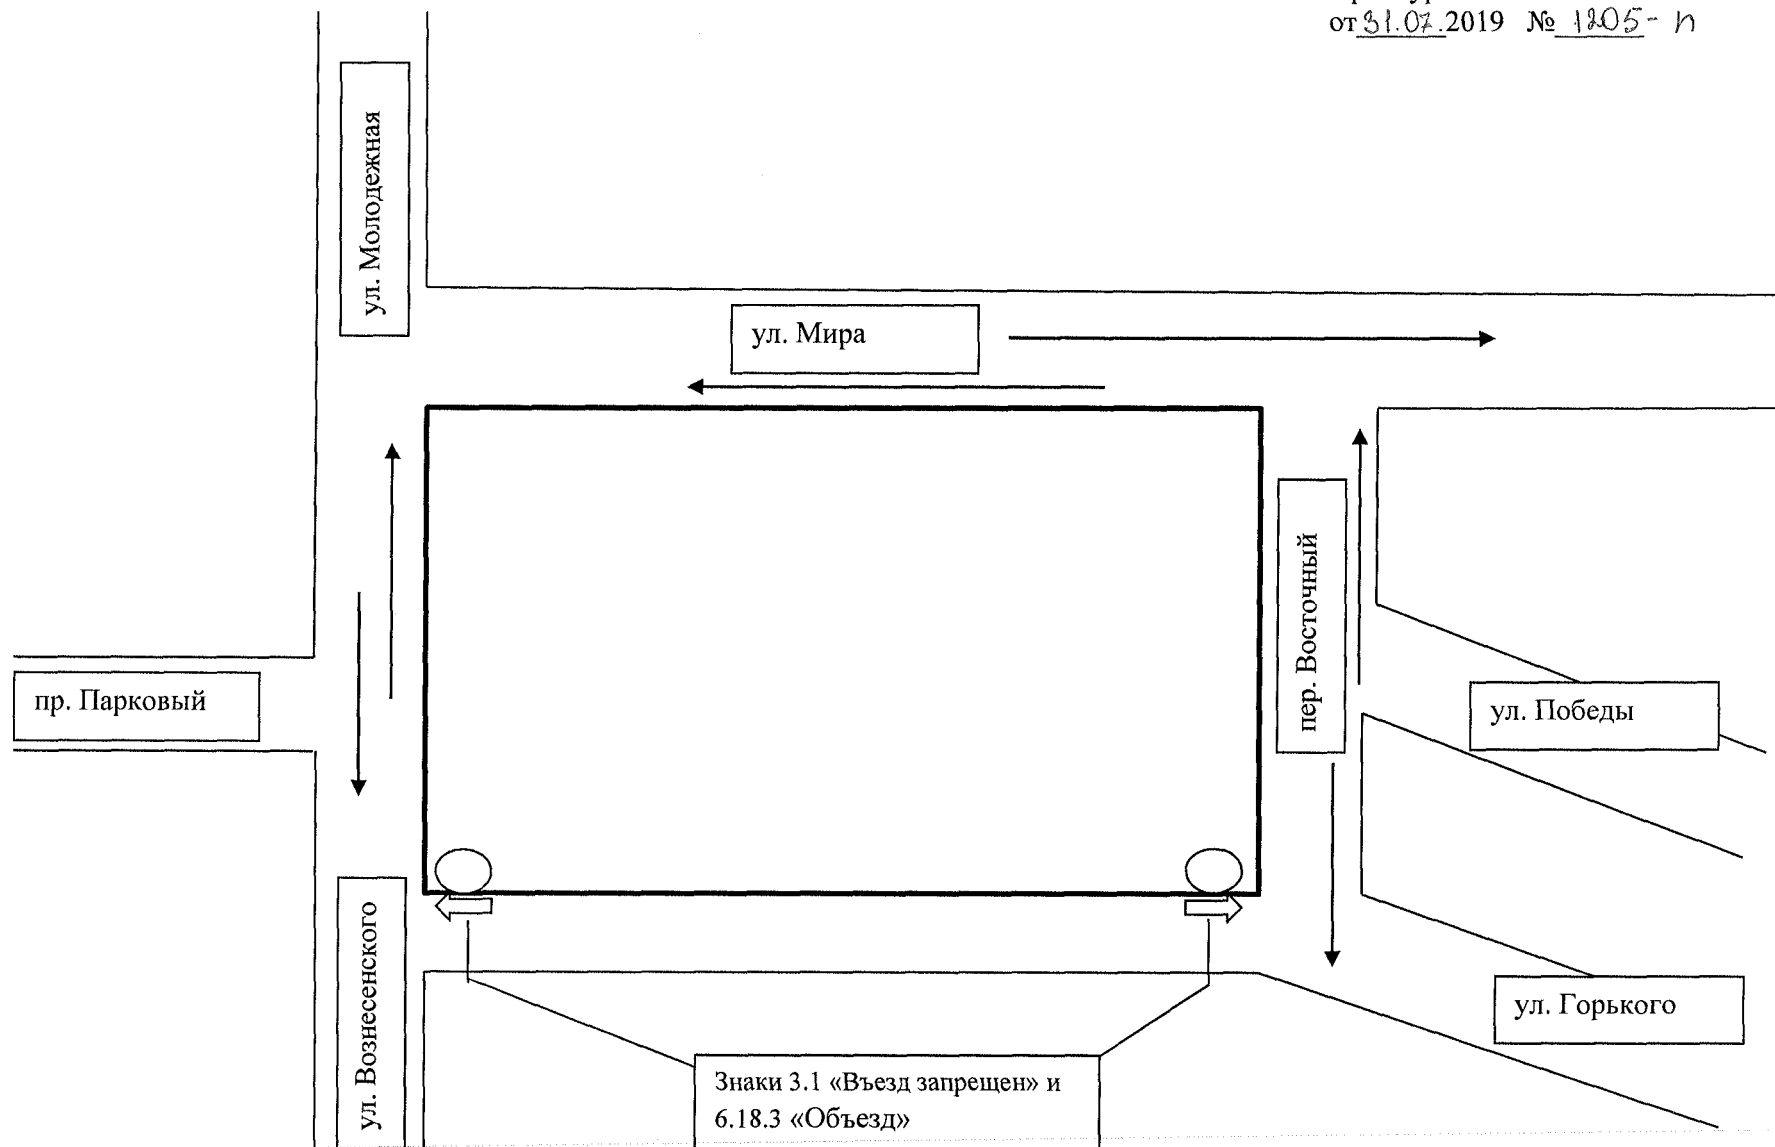 от 31.07.2019 № 1205-п
ул. Молодежная
ул. Мира
пер. Восточный
пр. Парковый
ул. Победы
ул. Вознесенского
ул. Горького
Знаки 3.1 «Въезд запрещен» и
6.18.3 «Объезд»